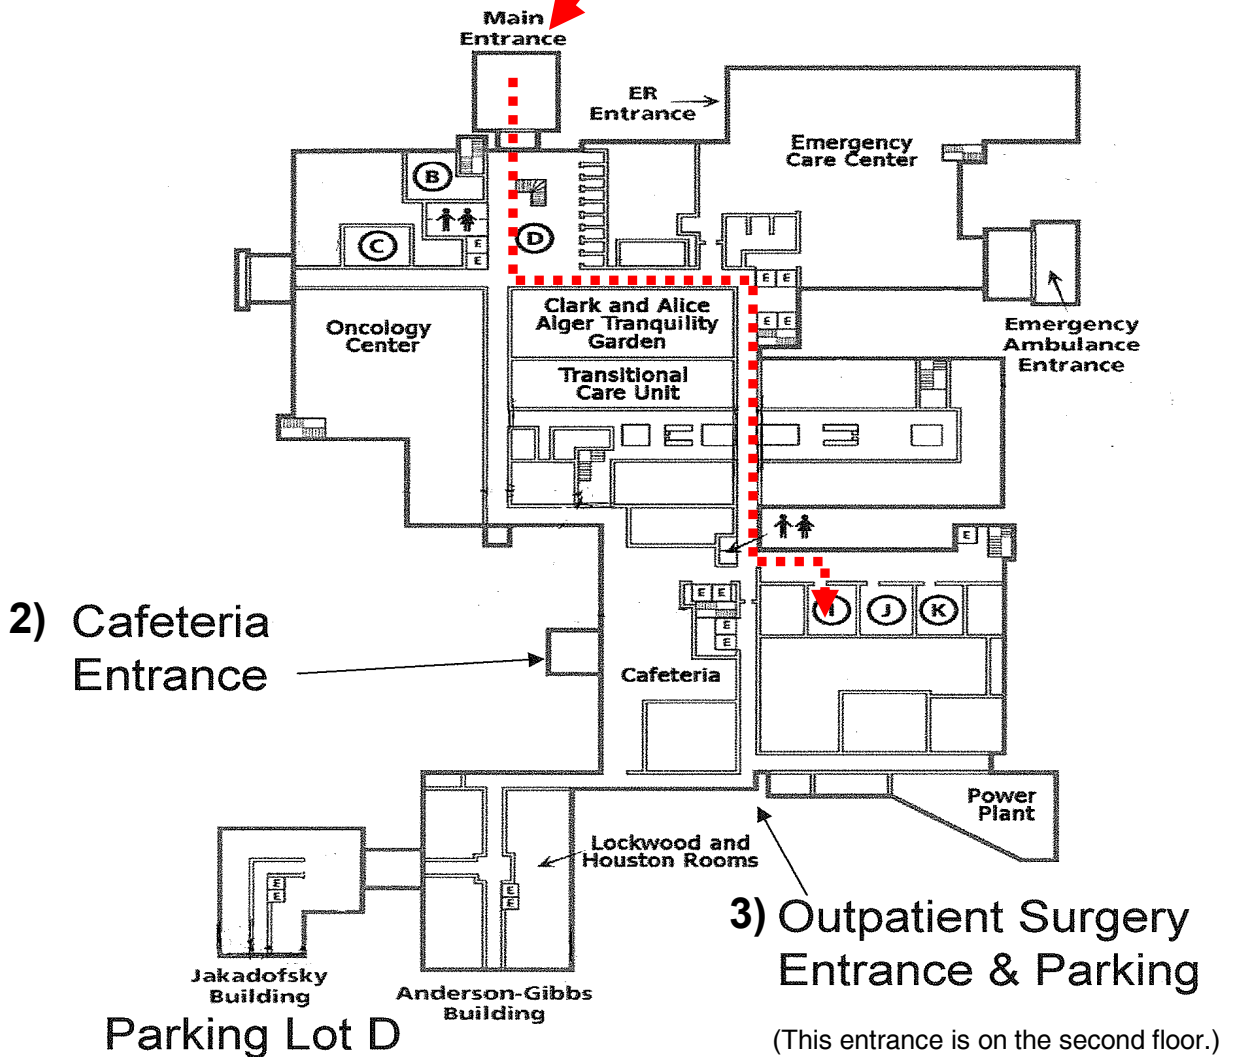 Main
Entrance
ER
Entrance
Emergency
Care Center
B
C
D
E
E
E E
E E
Clark and Alice
Alger Tranquility
Garden
Oncology
Center
Emergency
Ambulance
Entrance
Transitional
Care Unit
E
E E
E
E
I J K
2) Cafeteria
Entrance
Cafeteria
Power
Plant
Lockwood and
Houston Rooms
E
E
E
E
3) Outpatient Surgery
Entrance & Parking
Jakadofsky
Building
Anderson-Gibbs
Building
Parking Lot D
(This entrance is on the second floor.)